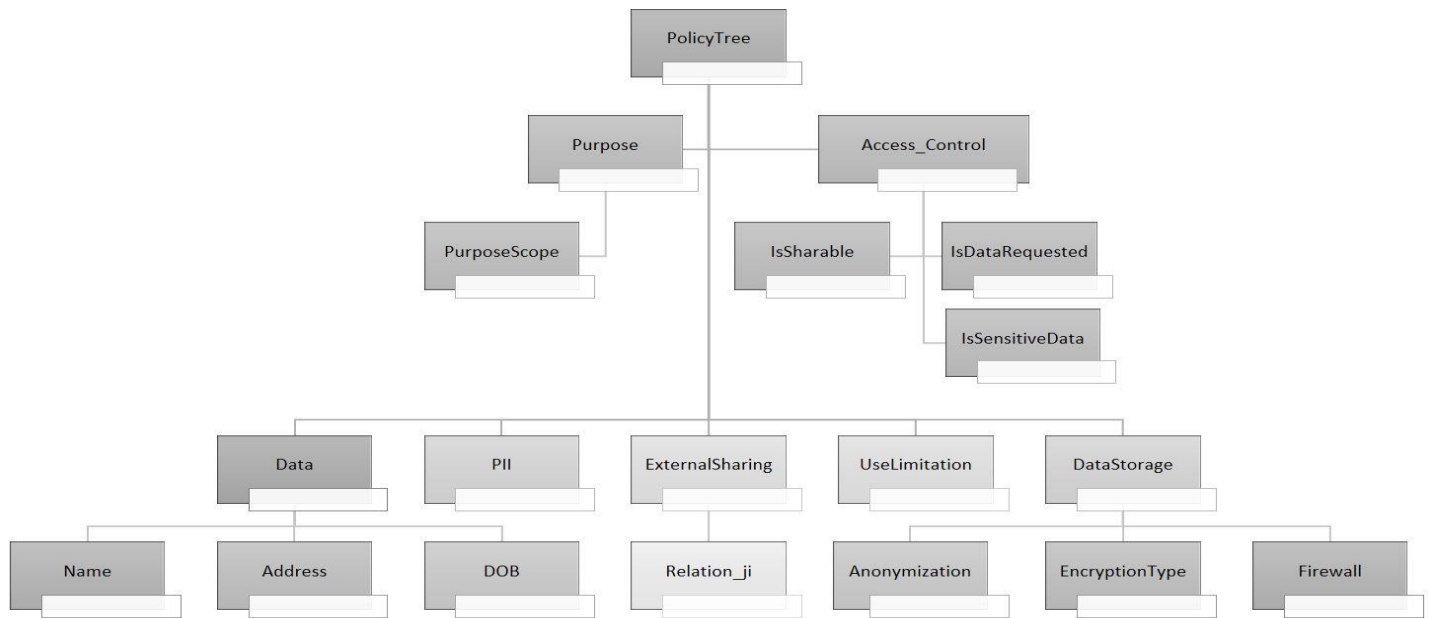 PolicyTree
Purpose
Access_Control
PurposeScope
IsSharable
IsDataRequested
IsSensitiveData
Data
PII
ExternalSharing
UseLimitation
DataStorage
Name
Address
DOB
Relation_ji
Anonymization
EncryptionType
Firewall